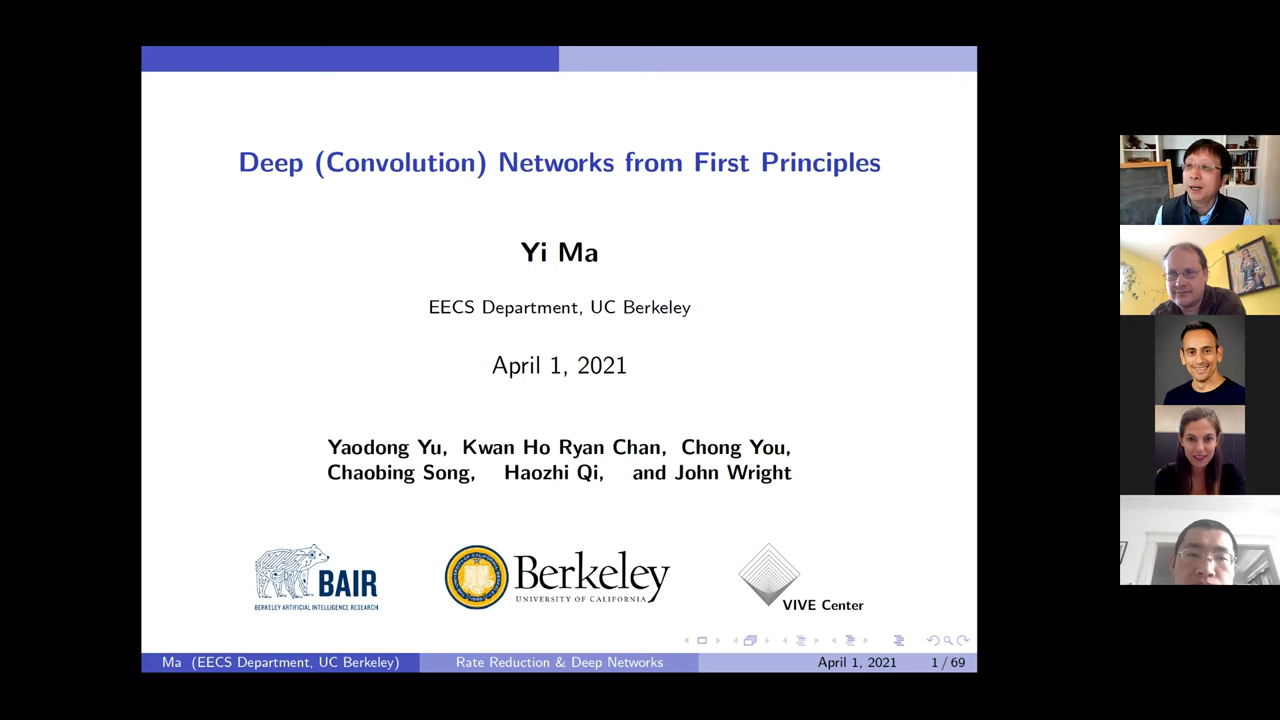 Deep (Convolution) Networks from First Principles
Yi Ma
EECS Department, UC Berkeley
April 1, 2021
Yaodong Yu, Kwan Ho Ryan Chan, Chong You,
Chaobing Song, Haozhi Qi, and John Wright
BAIR
BERKELEY ARTIFICIAL INTELLIGENCE RESEARCH
Berkeley
UNIVERSITY OF CALIFORNIA
VIVE Center
Ma (EECS Department, UC Berkeley) Rate Reduction & Deep Networks April 1, 2021 1 / 69